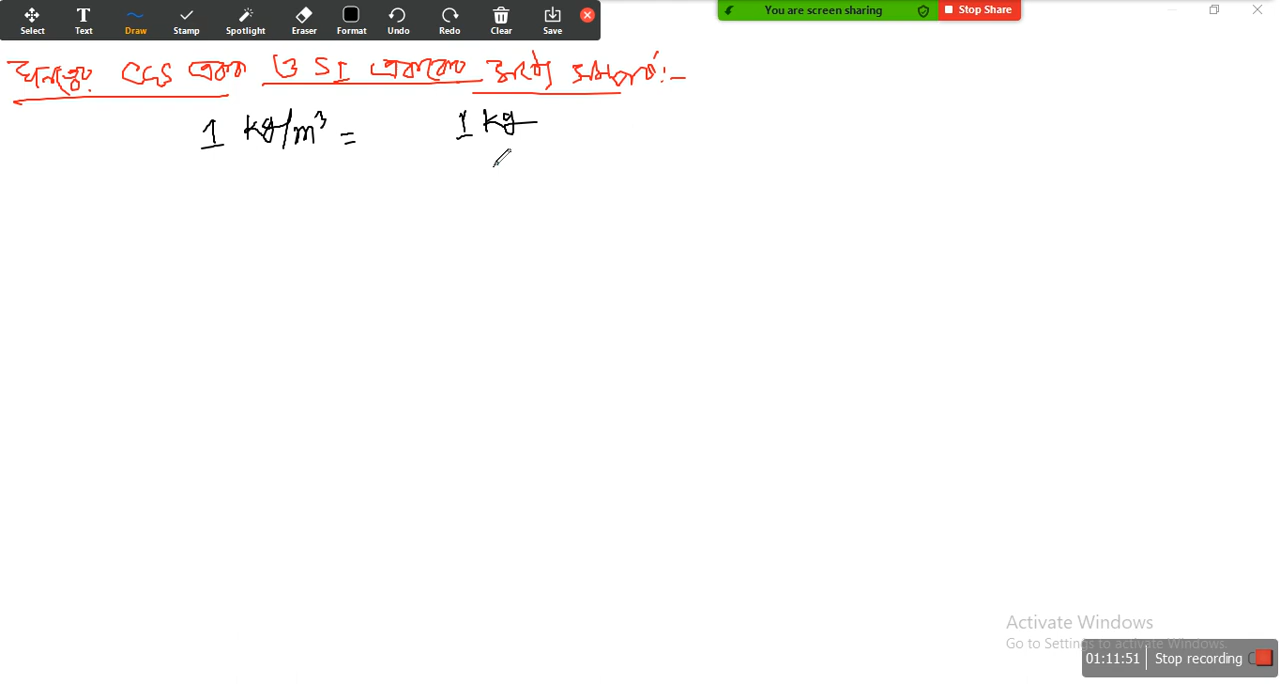 Select Text Draw Stamp Spotlight Eraser Format Undo Redo Clear Save
You are screen sharing Stop Share
ঘনত্বের CGS একক ও SI এককের মধ্যে সম্পর্ক:-
1 kg/m³ = 1 kg
Activate Windows
Go to Settings to activate Windows.
01:11:51 Stop recording